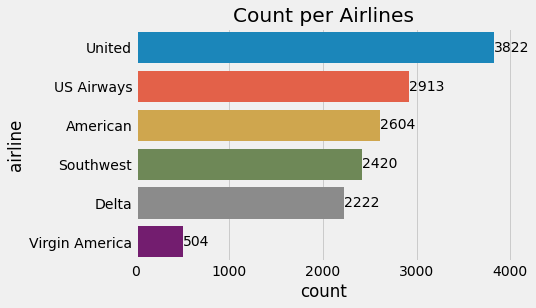 Count per Airlines
airline
United 3822
US Airways 2913
American 2604
Southwest 2420
Delta 2222
Virgin America 504
0 1000 2000 3000 4000
count